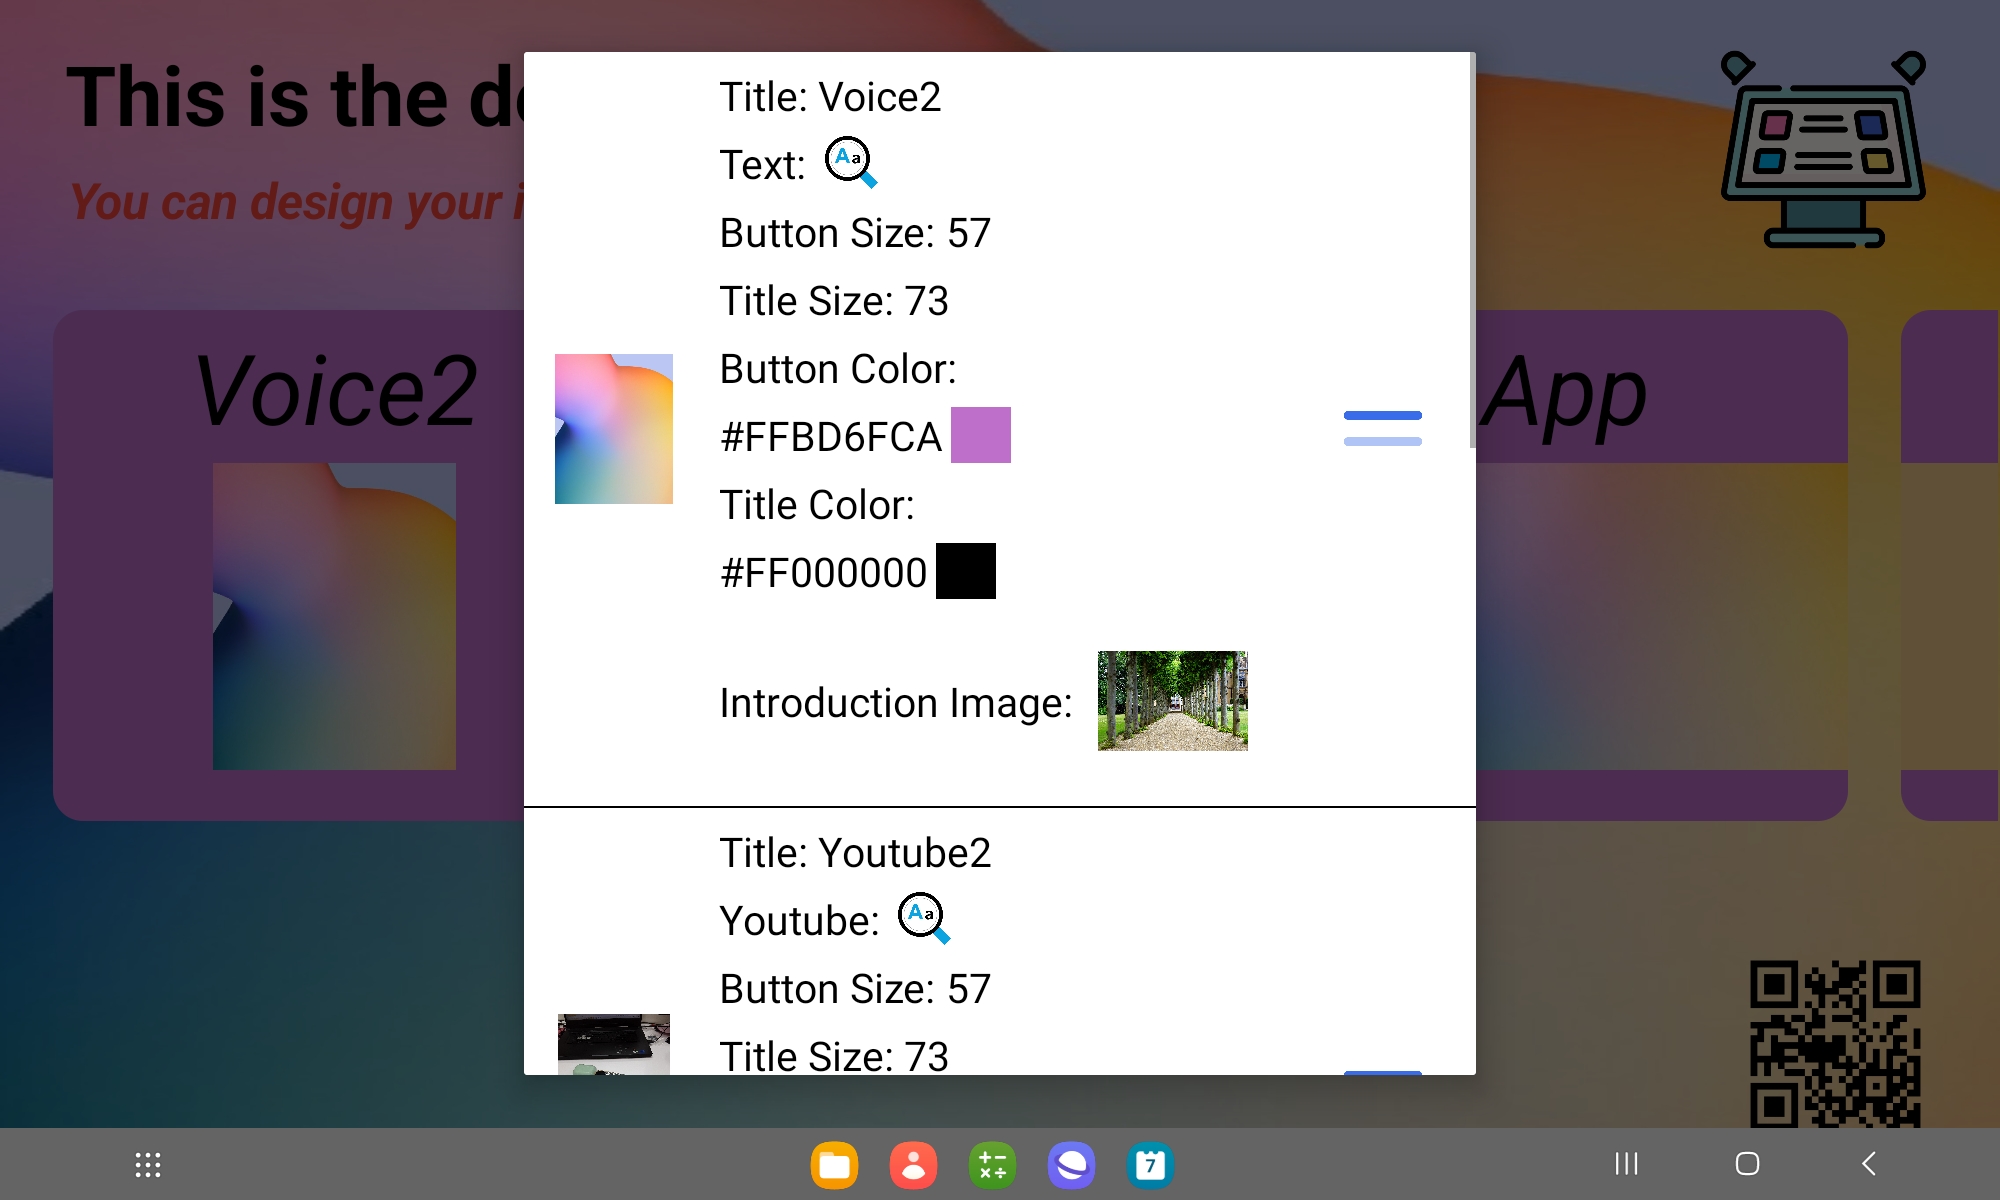 This is the d
You can design your i
Voice2
App
Title: Voice2
Text:
Aa
Button Size: 57
Title Size: 73
Button Color:
#FFBD6FCA
Title Color:
#FF000000
Introduction Image:
Title: Youtube2
Youtube:
Aa
Button Size: 57
Title Size: 73
7